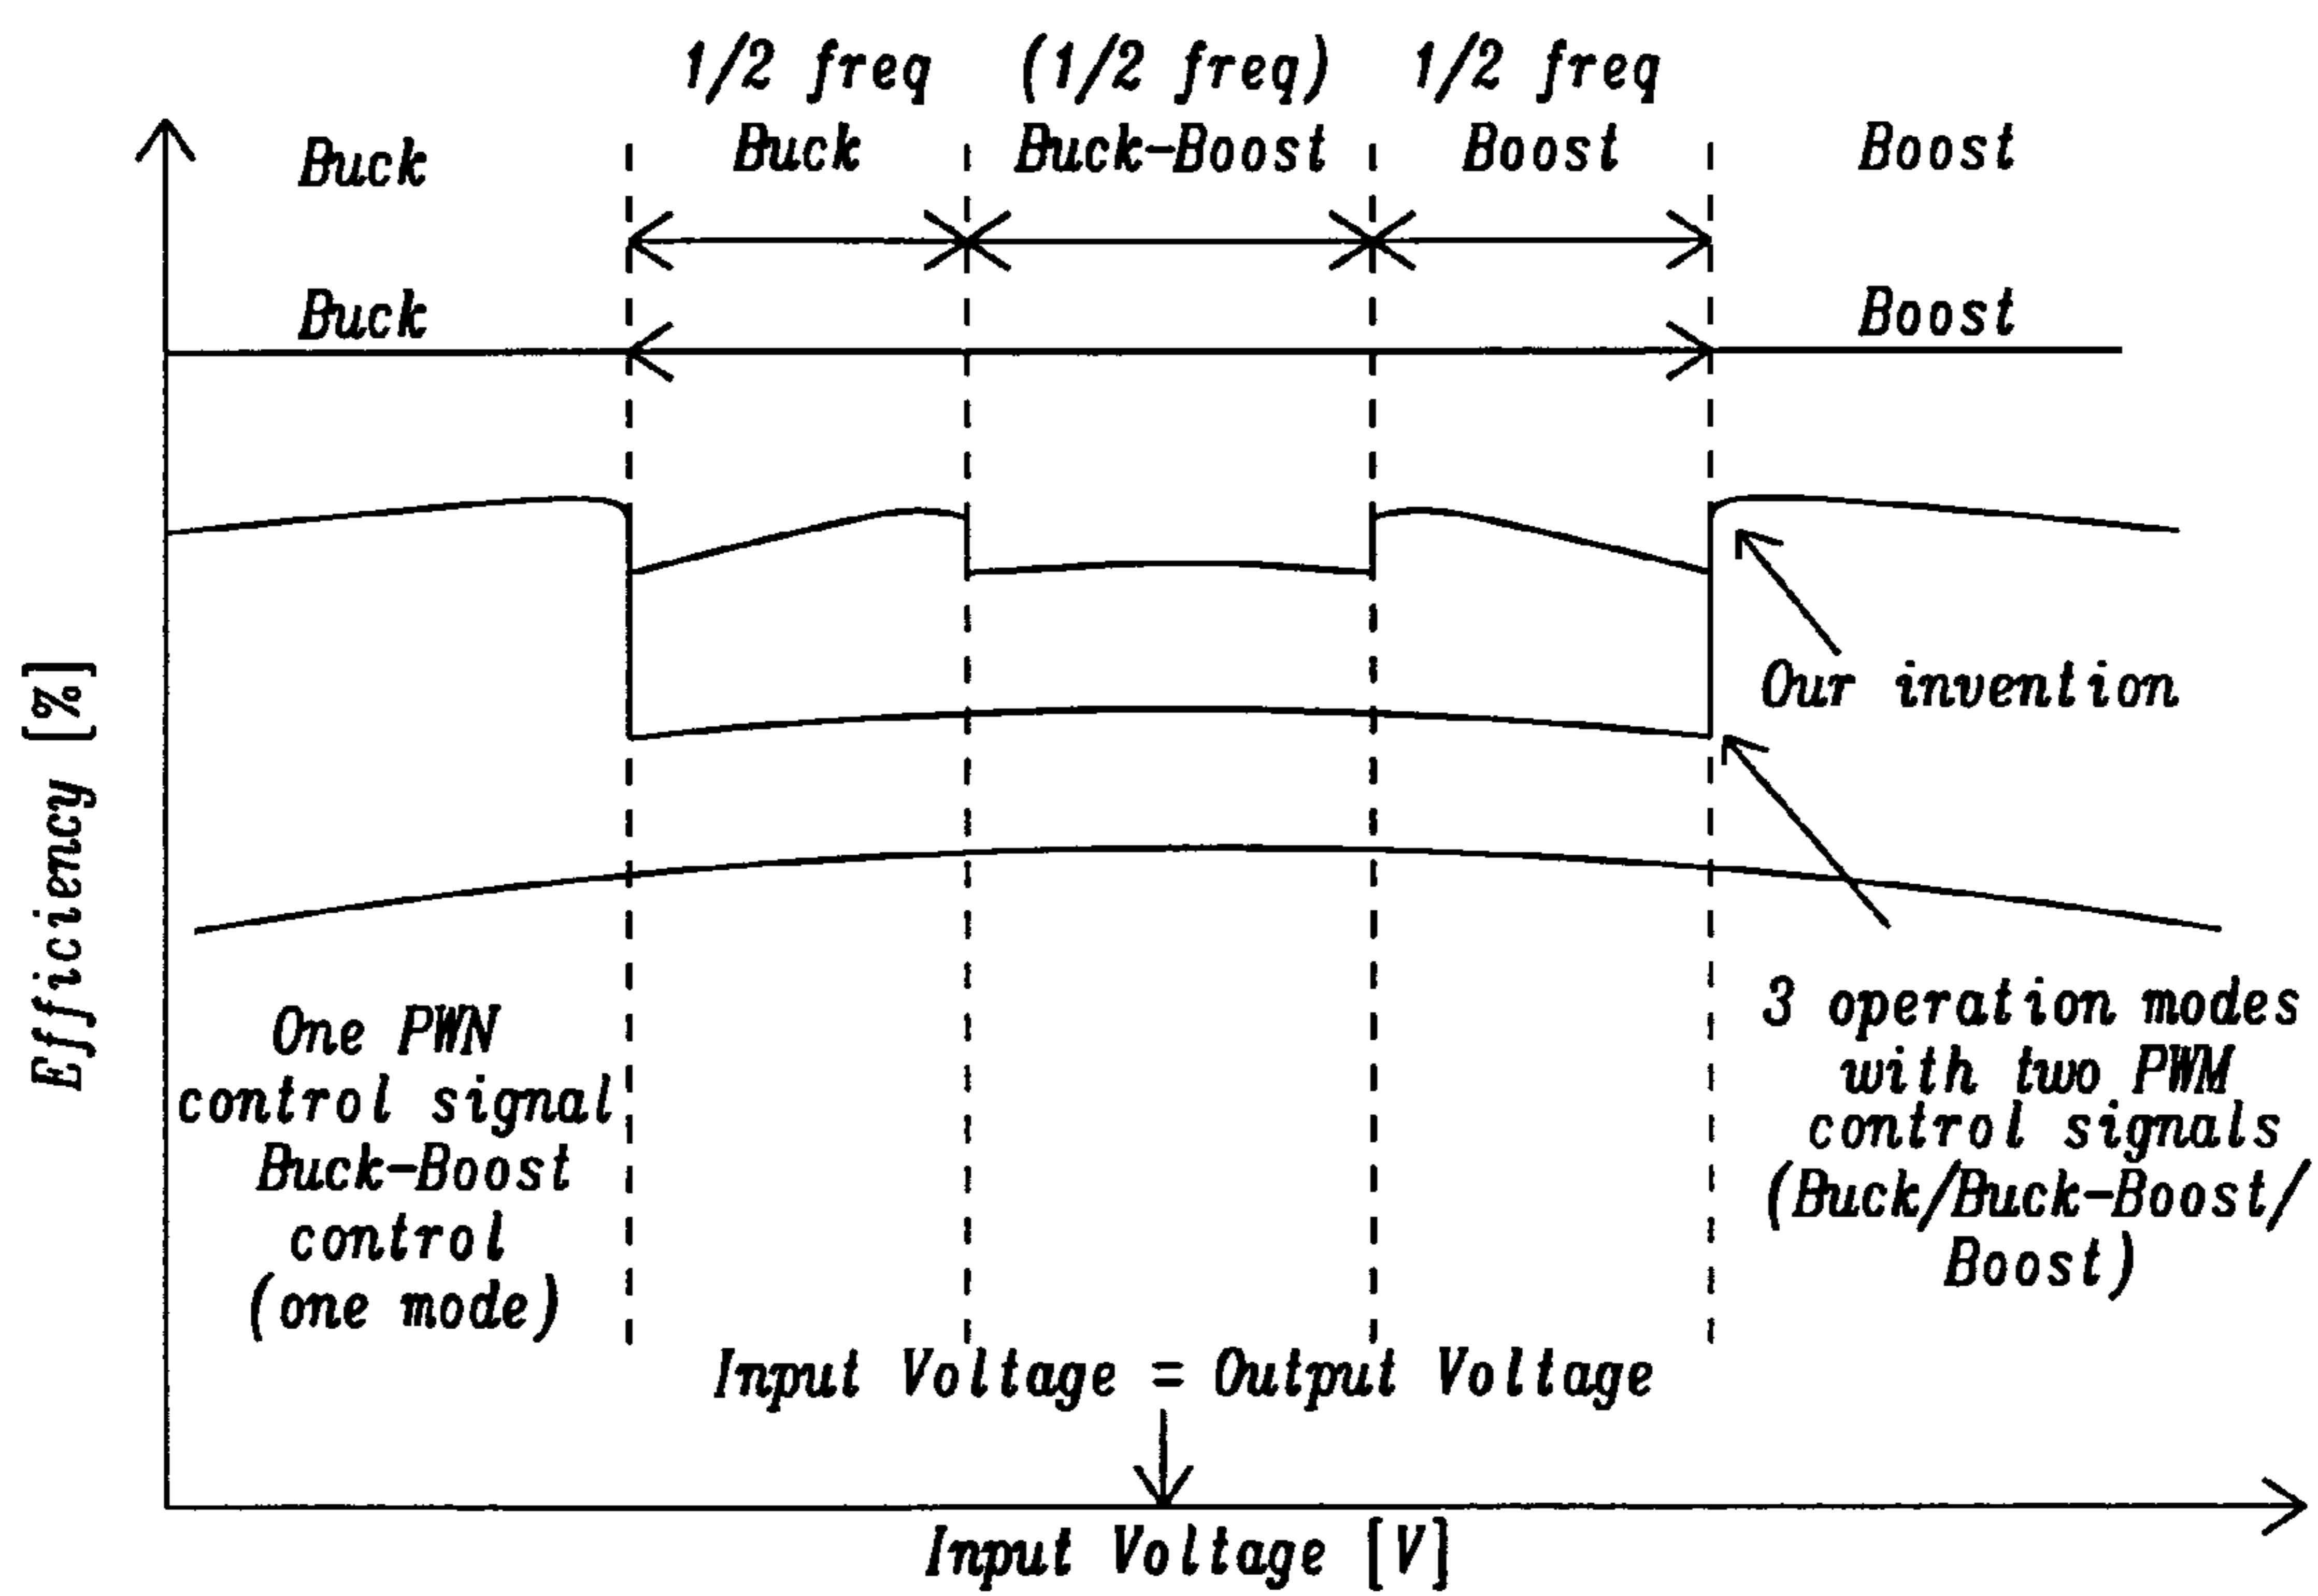 1/2 freq (1/2 freq) 1/2 freq
Buck Buck Buck-Boost Boost Boost
Buck Boost
Efficiency [%]
Our invention
One PWN
control signal
Buck-Boost
control
(one mode)
3 operation modes
with two PWM
control signals
(Buck/Buck-Boost/
Boost)
Input Voltage = Output Voltage
Input Voltage [V]